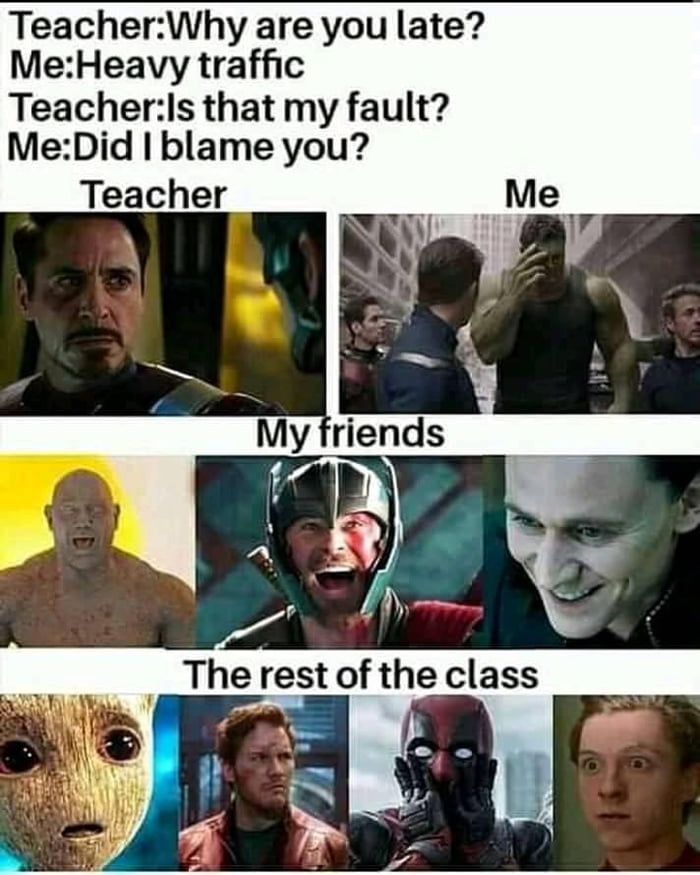 Teacher:Why are you late?
Me:Heavy traffic
Teacher:Is that my fault?
Me:Did I blame you?
Teacher
Me
My friends
The rest of the class